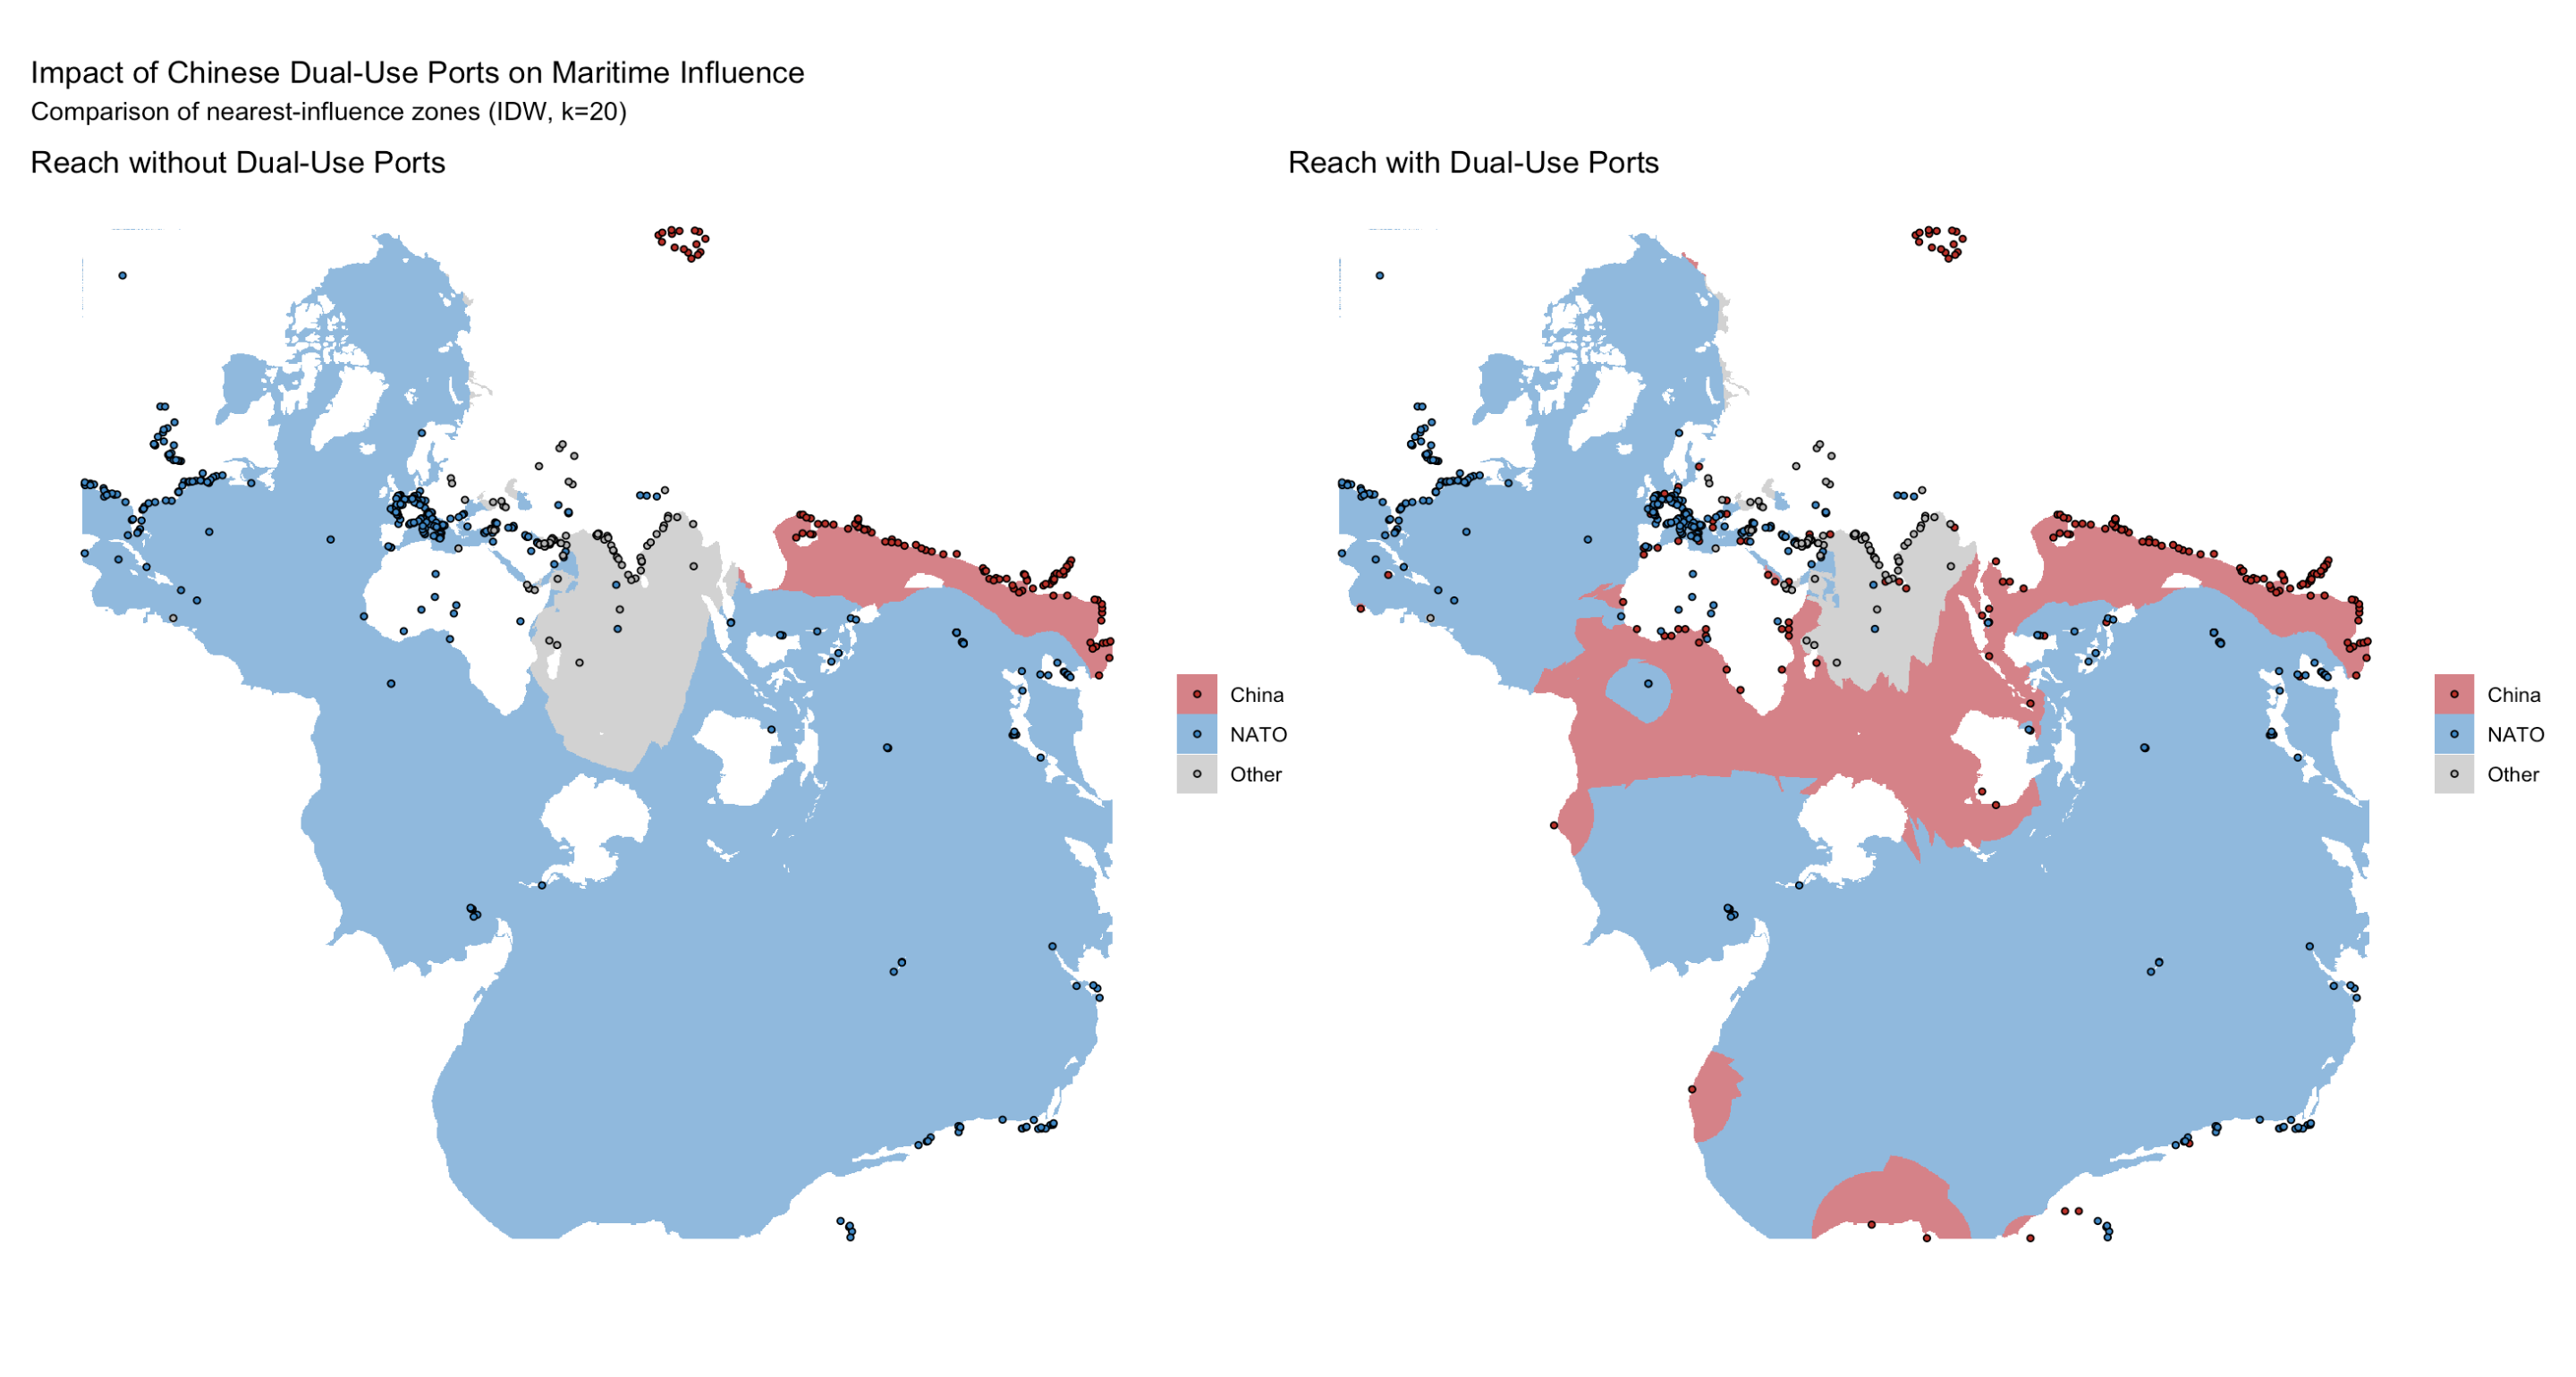 Impact of Chinese Dual-Use Ports on Maritime Influence
Comparison of nearest-influence zones (IDW, k=20)
Reach without Dual-Use Ports
Reach with Dual-Use Ports
China
NATO
Other
China
NATO
Other